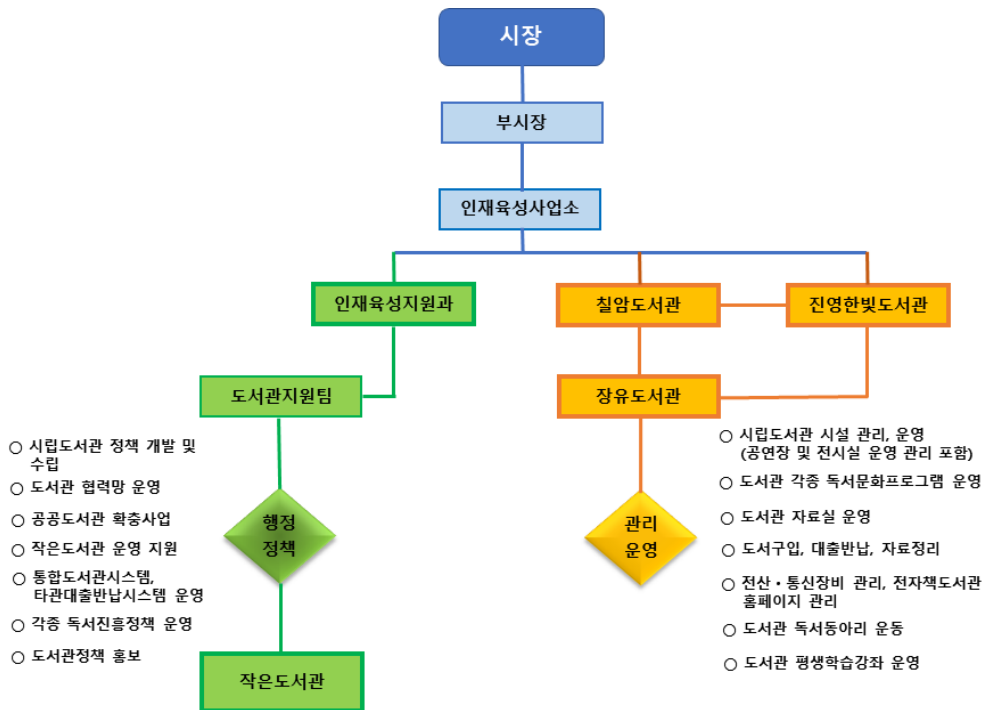 시장
부시장
인재육성사업소
인재육성지원과
칠암도서관
진영한빛도서관
도서관지원팀
장유도서관
○ 시립도서관 정책 개발 및
수립
○ 도서관 협력망 운영
○ 공공도서관 확충사업
○ 작은도서관 운영 지원
○ 통합도서관시스템,
타관대출반납시스템 운영
○ 각종 독서진흥정책 운영
○ 도서관정책 홍보
행정
정책
작은도서관
관리
운영
○ 시립도서관 시설 관리, 운영
(공연장 및 전시실 운영 관리 포함)
○ 도서관 각종 독서문화프로그램 운영
○ 도서관 자료실 운영
○ 도서구입, 대출반납, 자료정리
○ 전산・통신장비 관리, 전자책도서관
홈페이지 관리
○ 도서관 독서동아리 운동
○ 도서관 평생학습강좌 운영